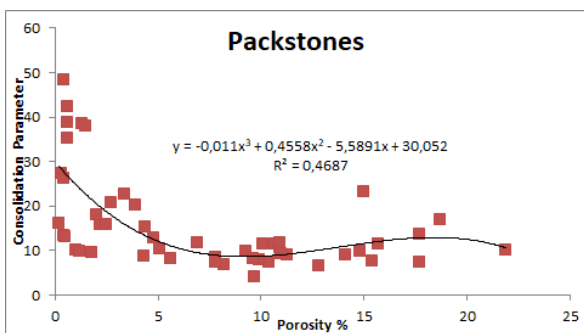 Packstones
60
50
40
30
20
10
0
Consolidation Parameter
y = -0,011x³ + 0,4558x² - 5,5891x + 30,052
R² = 0,4687
0 5 10 15 20 25
Porosity %